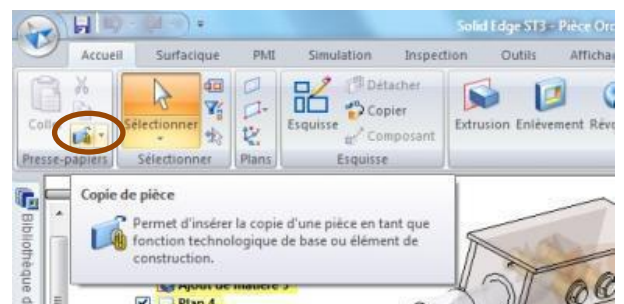 Solid Edge ST3 - Pièce Ord
Accueil Surfacique PMI Simulation Inspection Outils Affichag
Détacher
Copier
Composant
Colle Sélectionner Esquisse Extrusion Enlèvement Révo
Presse-papiers Sélectionner Plans Esquisse
Copie de pièce
Permet d'insérer la copie d'une pièce en tant que
fonction technologique de base ou élément de
construction.
Bibliothèque d
Ajout de matière 3
Plan 4